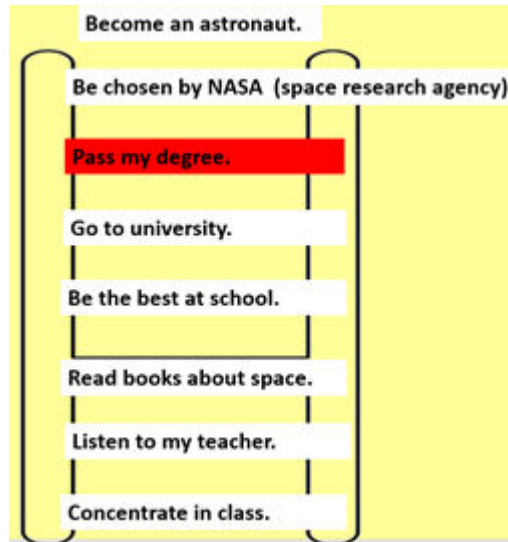 Become an astronaut.
Be chosen by NASA (space research agency)
Pass my degree.
Go to university.
Be the best at school.
Read books about space.
Listen to my teacher.
Concentrate in class.